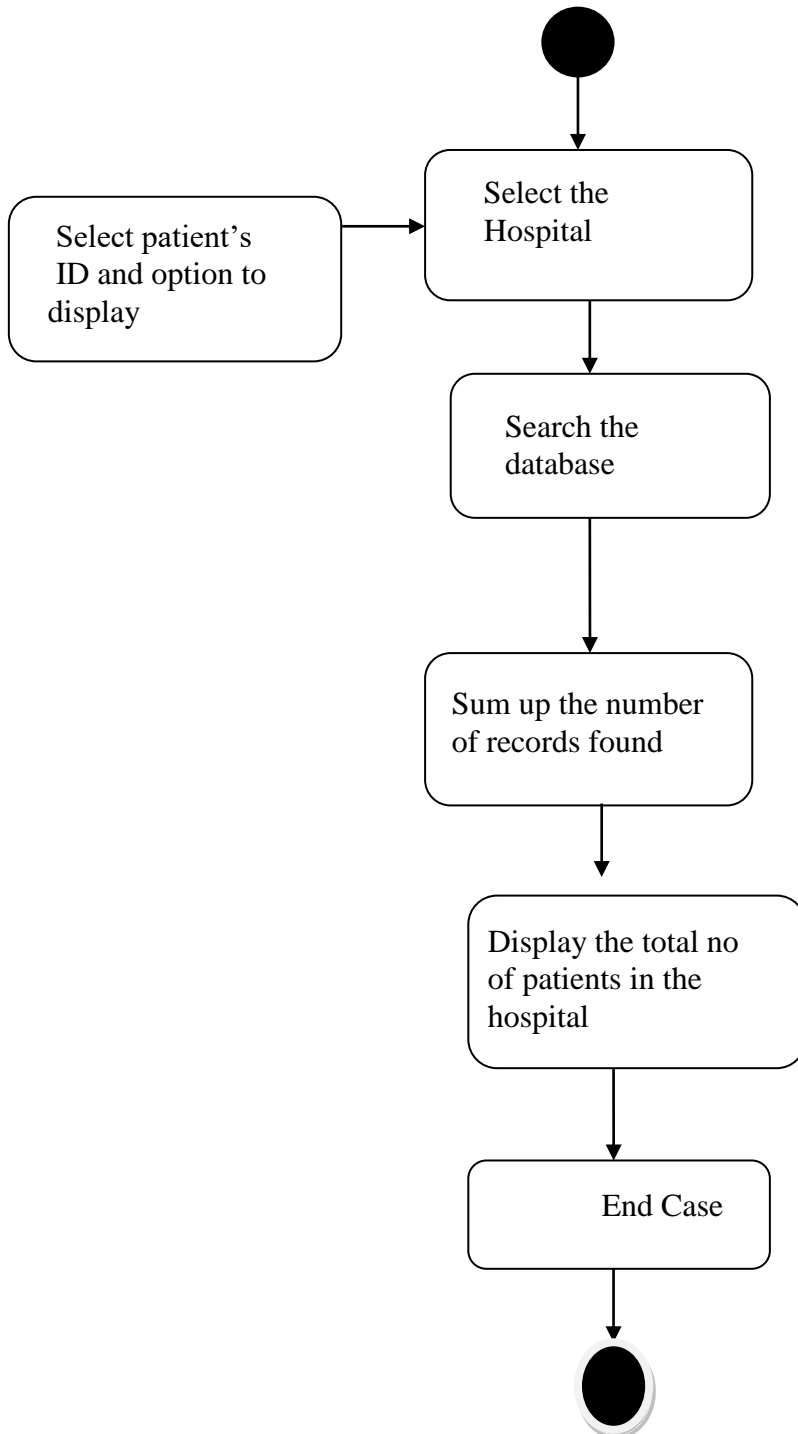 Select the
Hospital
Select patient’s
ID and option to
display
Search the
database
Sum up the number
of records found
Display the total no
of patients in the
hospital
End Case